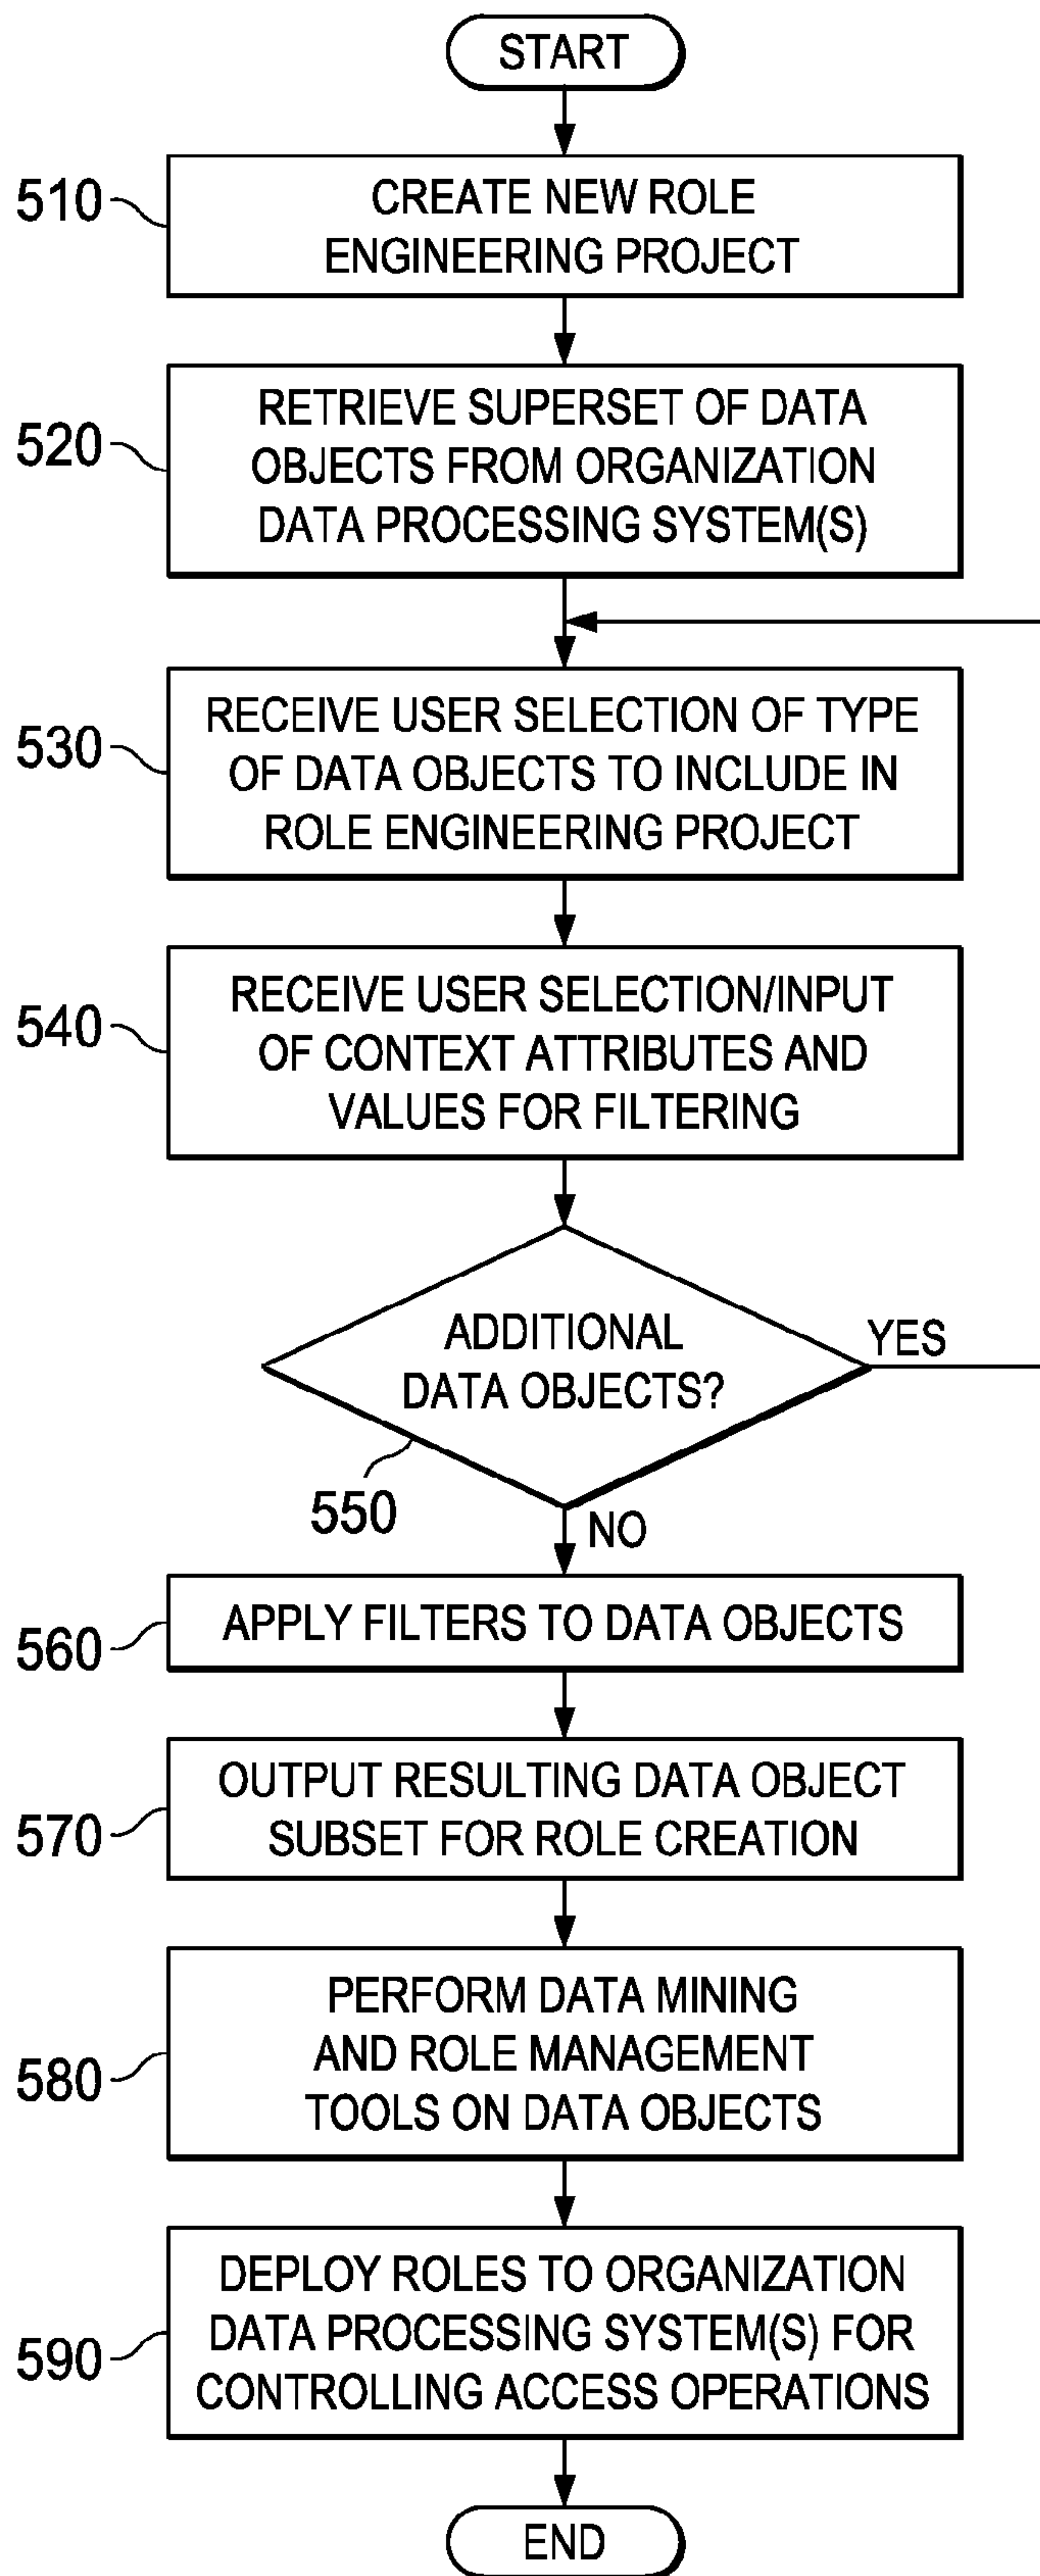 START
510
CREATE NEW ROLE
ENGINEERING PROJECT
520
RETRIEVE SUPERSET OF DATA
OBJECTS FROM ORGANIZATION
DATA PROCESSING SYSTEM(S)
530
RECEIVE USER SELECTION OF TYPE
OF DATA OBJECTS TO INCLUDE IN
ROLE ENGINEERING PROJECT
540
RECEIVE USER SELECTION/INPUT
OF CONTEXT ATTRIBUTES AND
VALUES FOR FILTERING
ADDITIONAL
DATA OBJECTS?
YES
550
NO
560
APPLY FILTERS TO DATA OBJECTS
570
OUTPUT RESULTING DATA OBJECT
SUBSET FOR ROLE CREATION
580
PERFORM DATA MINING
AND ROLE MANAGEMENT
TOOLS ON DATA OBJECTS
590
DEPLOY ROLES TO ORGANIZATION
DATA PROCESSING SYSTEM(S) FOR
CONTROLLING ACCESS OPERATIONS
END